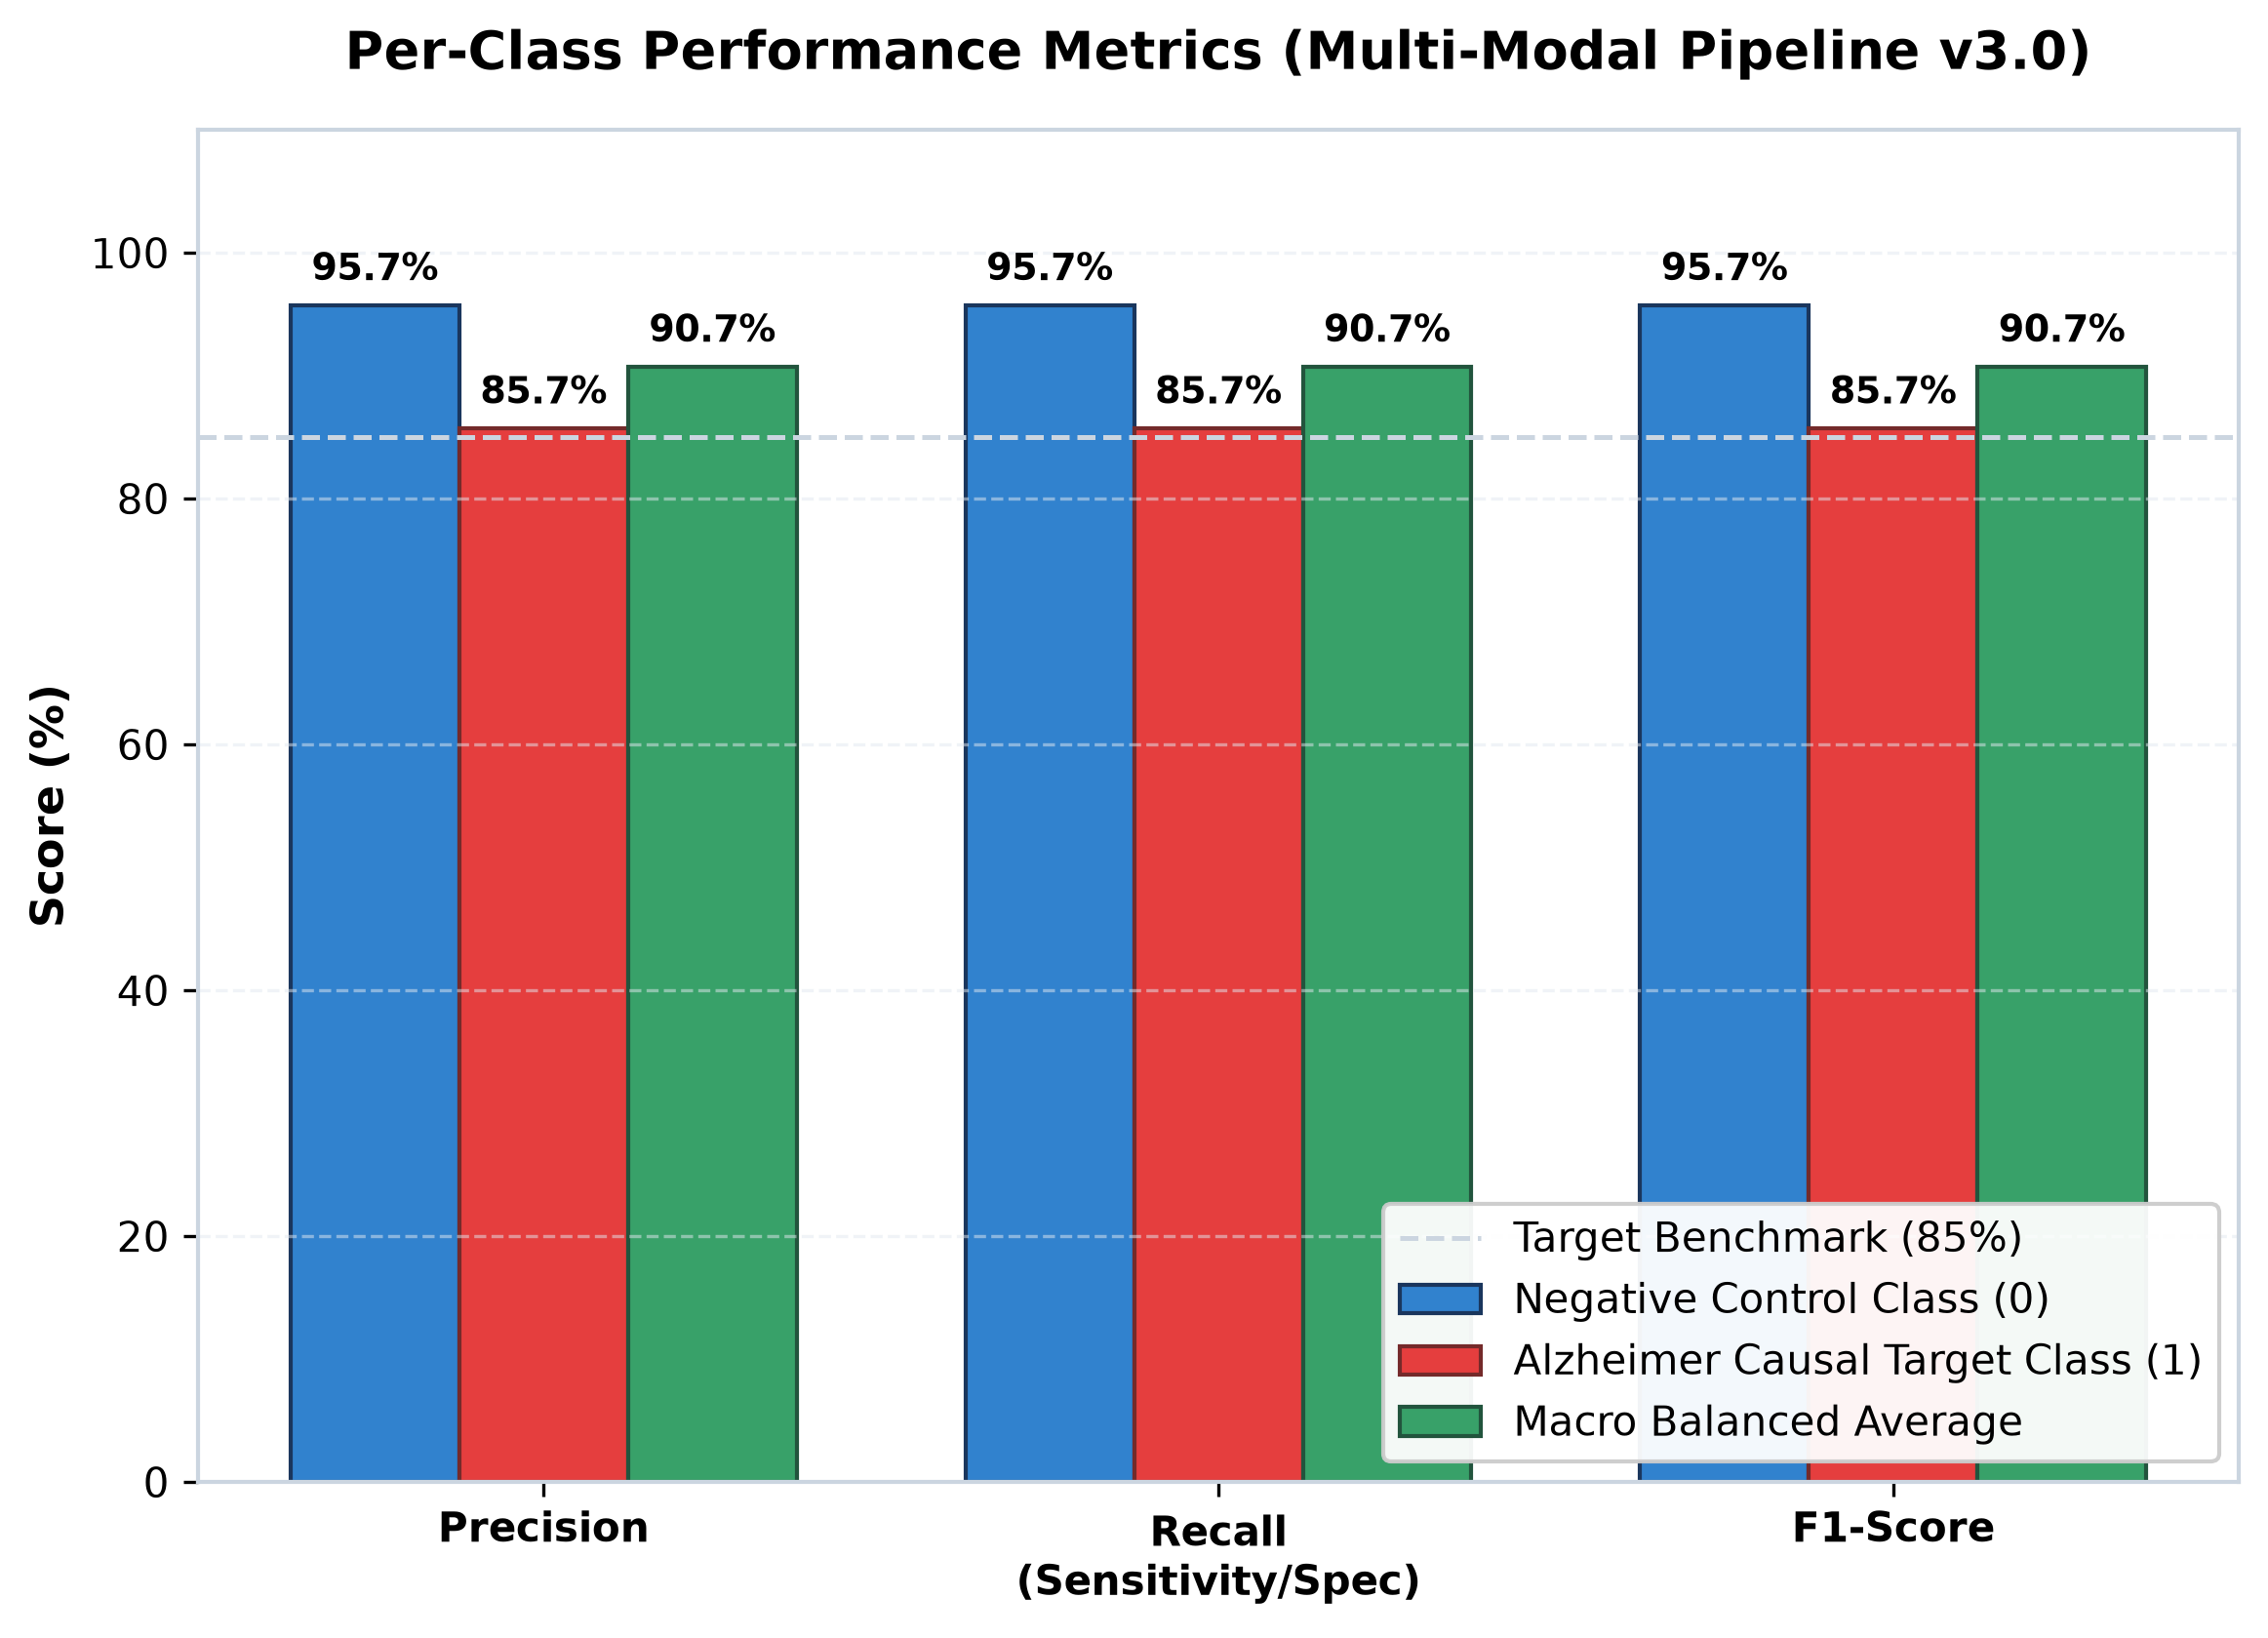 Per-Class Performance Metrics (Multi-Modal Pipeline v3.0)
Score (%)
100
80
60
40
20
0
95.7%
85.7%
90.7%
95.7%
85.7%
90.7%
95.7%
85.7%
90.7%
Target Benchmark (85%)
Negative Control Class (0)
Alzheimer Causal Target Class (1)
Macro Balanced Average
Precision
Recall
(Sensitivity/Spec)
F1-Score